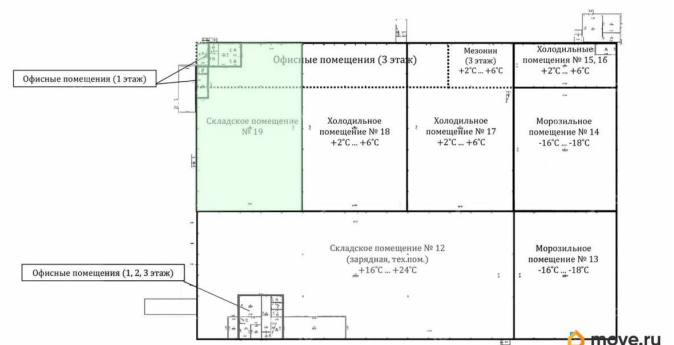 Офисные помещения (1 этаж)
Офисные помещения (3 этаж)
Мезонин
(3 этаж)
+2°С ... +6°С
Холодильные
помещения № 15, 16
+2°С ... +6°С
Складское помещение
№ 19
Холодильное
помещение № 18
+2°С ... +6°С
Холодильное
помещение № 17
+2°С ... +6°С
Морозильное
помещение № 14
-16°С ... -18°С
Складское помещение № 12
(зарядная, тех.пом.)
+16°С ... +24°С
Морозильное
помещение № 13
-16°С ... -18°С
Офисные помещения (1, 2, 3 этаж)
move.ru